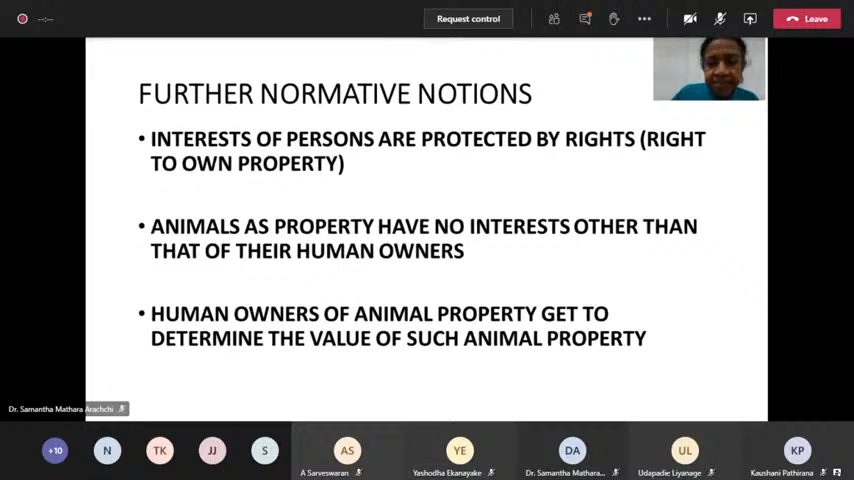 --:--
Request control
Leave
FURTHER NORMATIVE NOTIONS
• INTERESTS OF PERSONS ARE PROTECTED BY RIGHTS (RIGHT
TO OWN PROPERTY)
• ANIMALS AS PROPERTY HAVE NO INTERESTS OTHER THAN
THAT OF THEIR HUMAN OWNERS
• HUMAN OWNERS OF ANIMAL PROPERTY GET TO
DETERMINE THE VALUE OF SUCH ANIMAL PROPERTY
Dr. Samantha Mathara Arachchi
+10
N
TK
JJ
S
AS
YE
DA
UL
KP
A Sarveswaran
Yashodha Ekanayake
Dr. Samantha Mathara...
Udapadie Liyanage
Kaushani Pathirana